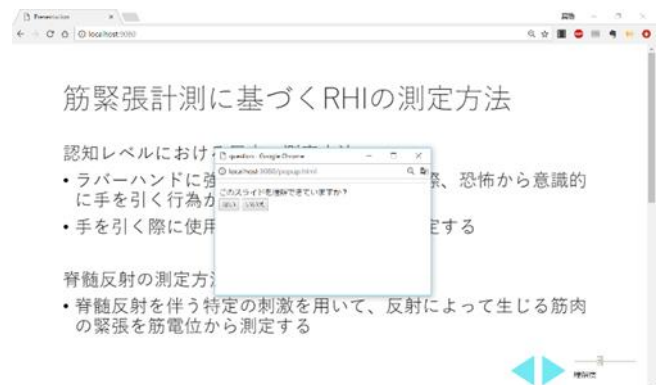 Presentation
localhost:9080
筋緊張計測に基づくRHIの測定方法
認知レベルにおける
• ラバーハンドに強
際、恐怖から意識的
に手を引く行為か
• 手を引く際に使用
定する
question - Google Chrome
localhost:9080/popup.html
このスライドを理解できていますか？
はい いいえ
脊髄反射の測定方法
• 脊髄反射を伴う特定の刺激を用いて、反射によって生じる筋肉
の緊張を筋電位から測定する
理解度